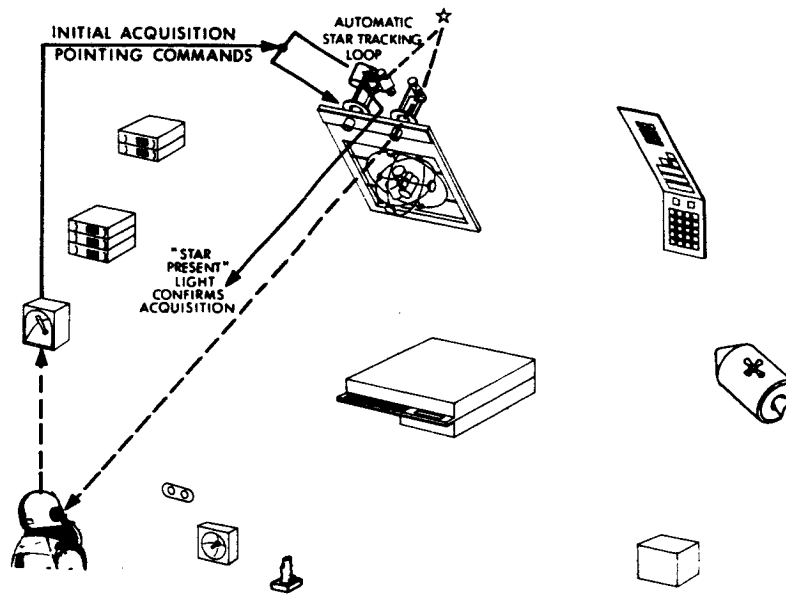 INITIAL ACQUISITION
POINTING COMMANDS
AUTOMATIC
STAR TRACKING
LOOP
"STAR
PRESENT"
LIGHT
CONFIRMS
ACQUISITION